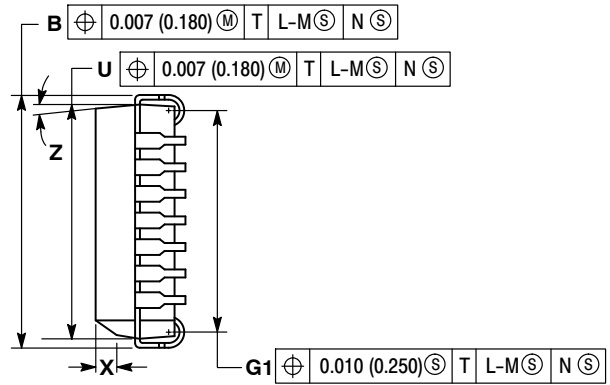 B ⌖ 0.007 (0.180) Ⓜ T L-M Ⓢ N Ⓢ
U ⌖ 0.007 (0.180) Ⓜ T L-M Ⓢ N Ⓢ
Z
X
G1 ⌖ 0.010 (0.250) Ⓢ T L-M Ⓢ N Ⓢ